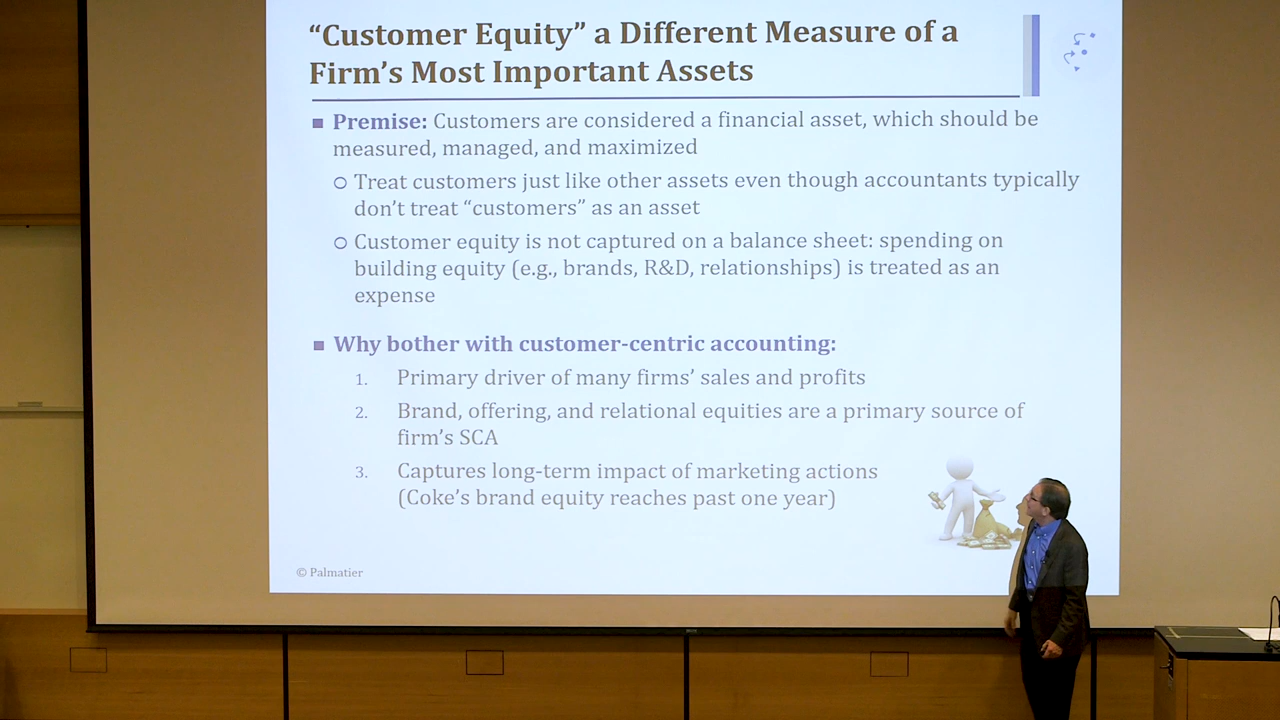 “Customer Equity” a Different Measure of a
Firm’s Most Important Assets
■ Premise: Customers are considered a financial asset, which should be
measured, managed, and maximized
○ Treat customers just like other assets even though accountants typically
don’t treat “customers” as an asset
○ Customer equity is not captured on a balance sheet: spending on
building equity (e.g., brands, R&D, relationships) is treated as an
expense
■ Why bother with customer-centric accounting:
1. Primary driver of many firms’ sales and profits
2. Brand, offering, and relational equities are a primary source of
firm’s SCA
3. Captures long-term impact of marketing actions
(Coke’s brand equity reaches past one year)
© Palmatier